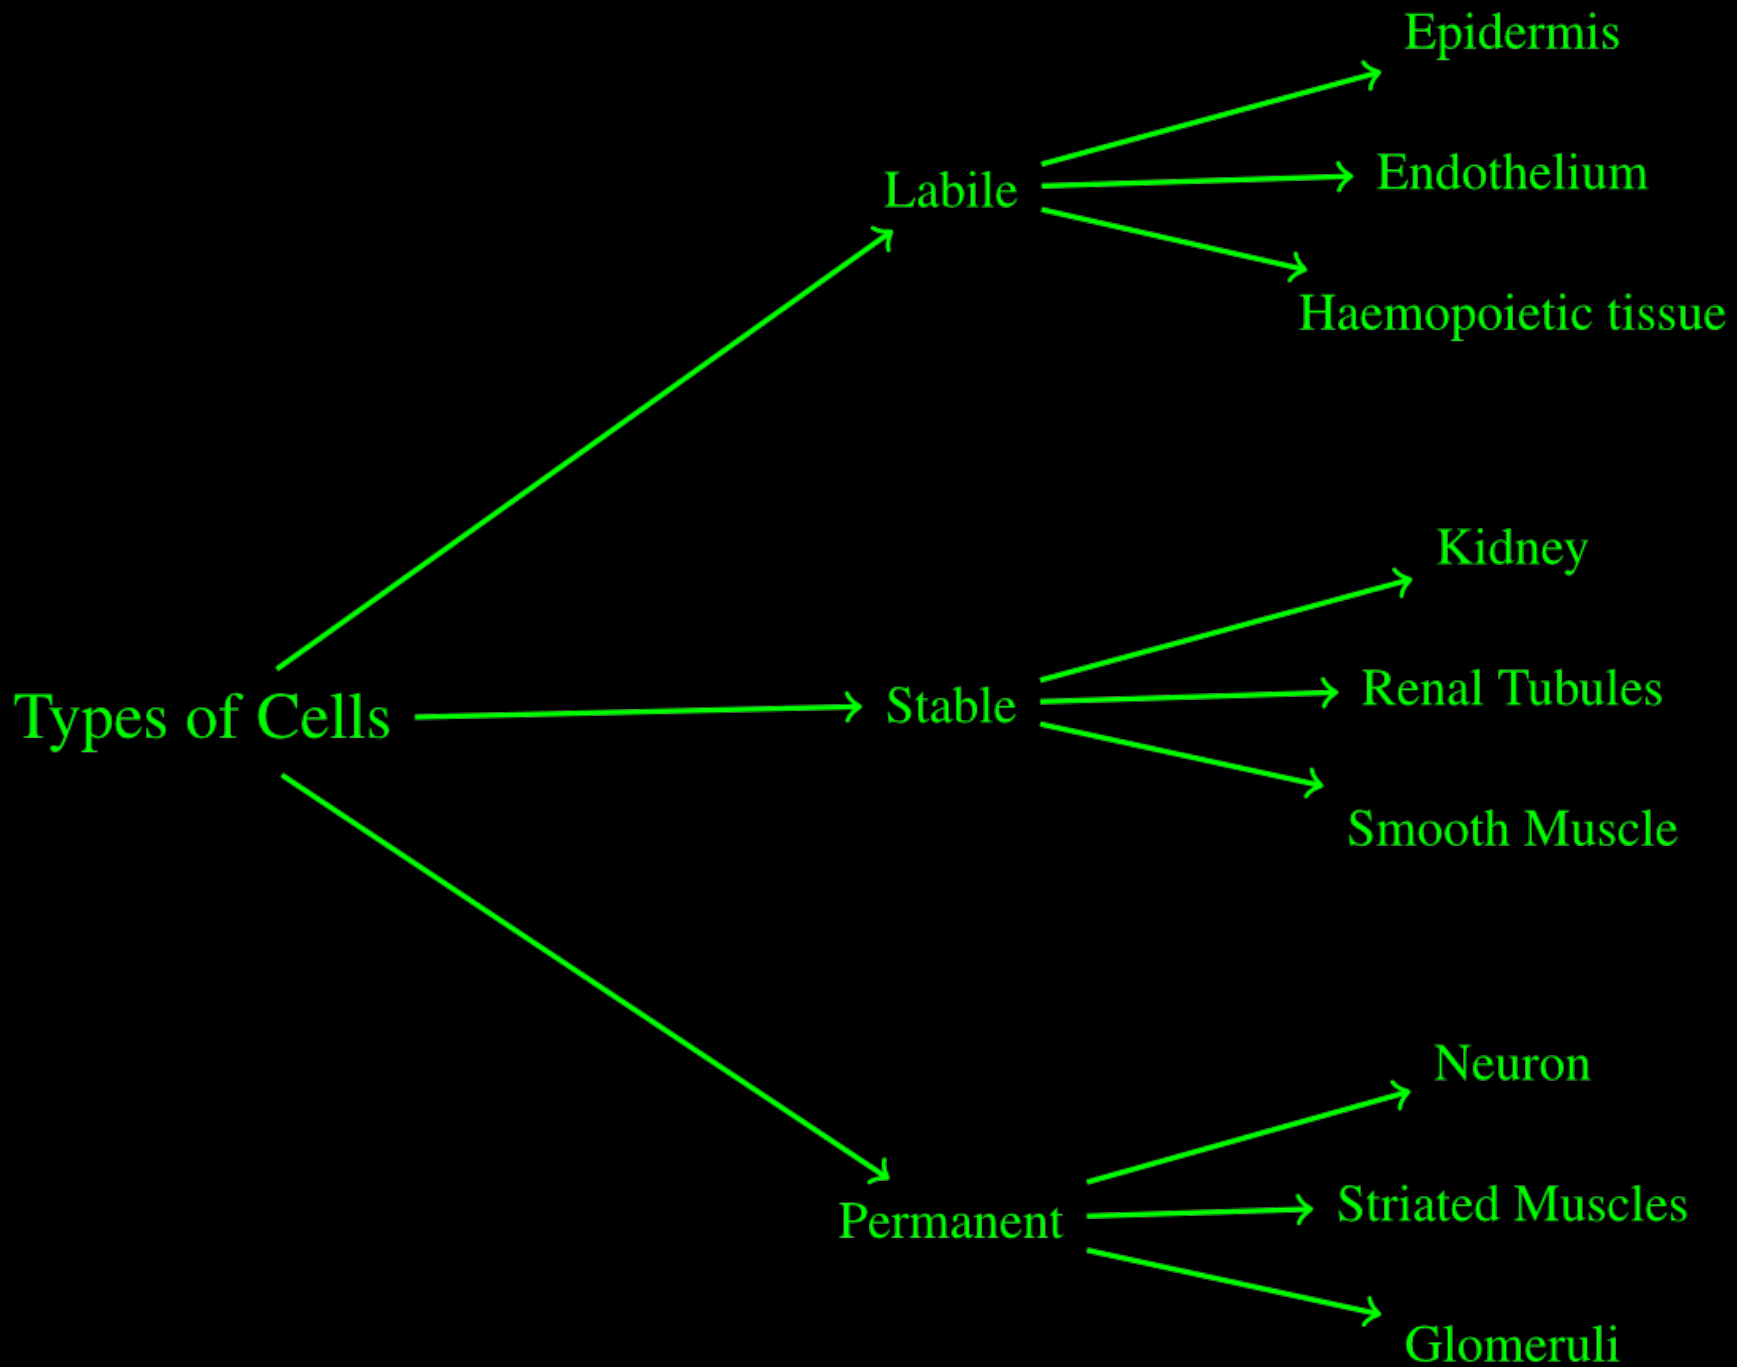 Types of Cells
Labile
Epidermis
Endothelium
Haemopoietic tissue
Stable
Kidney
Renal Tubules
Smooth Muscle
Permanent
Neuron
Striated Muscles
Glomeruli